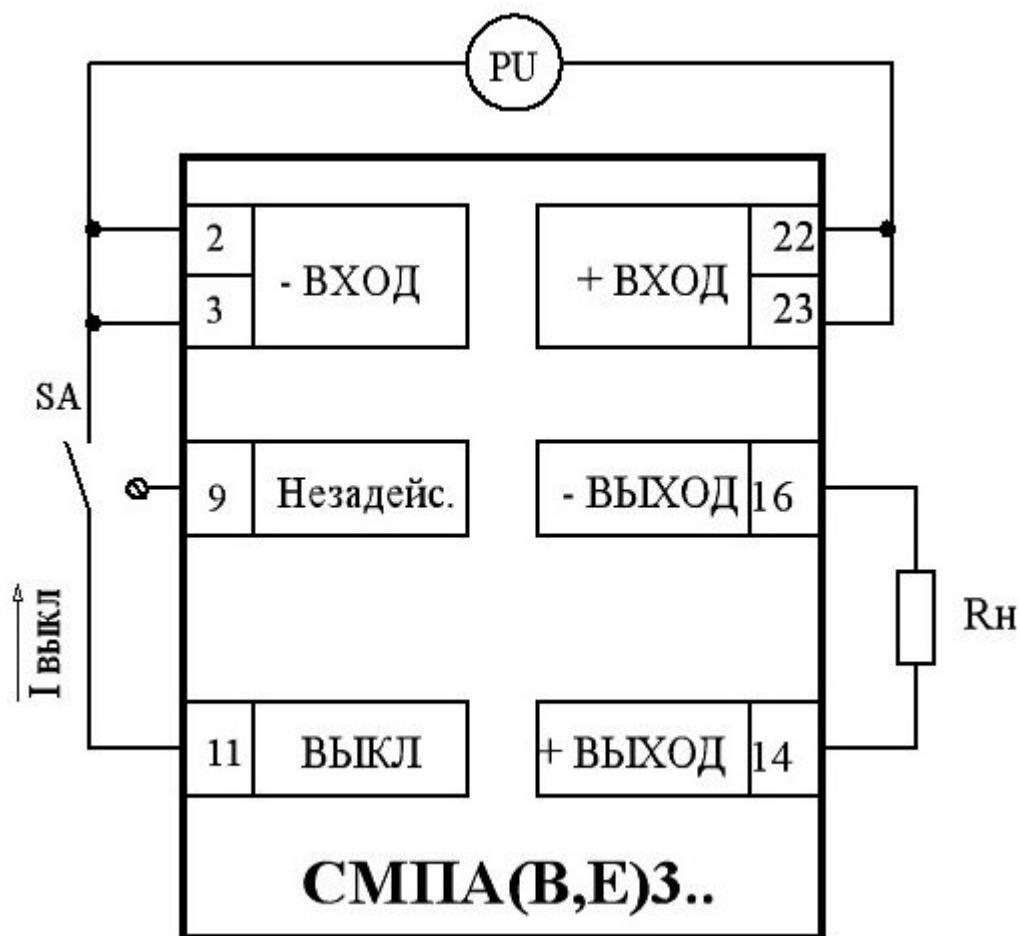 PU
2
- ВХОД
3
22
+ ВХОД
23
SA
9
Незадейс.
- ВЫХОД
16
I ВЫКЛ
Rн
11
ВЫКЛ
+ ВЫХОД
14
СМПА(В,Е)3..